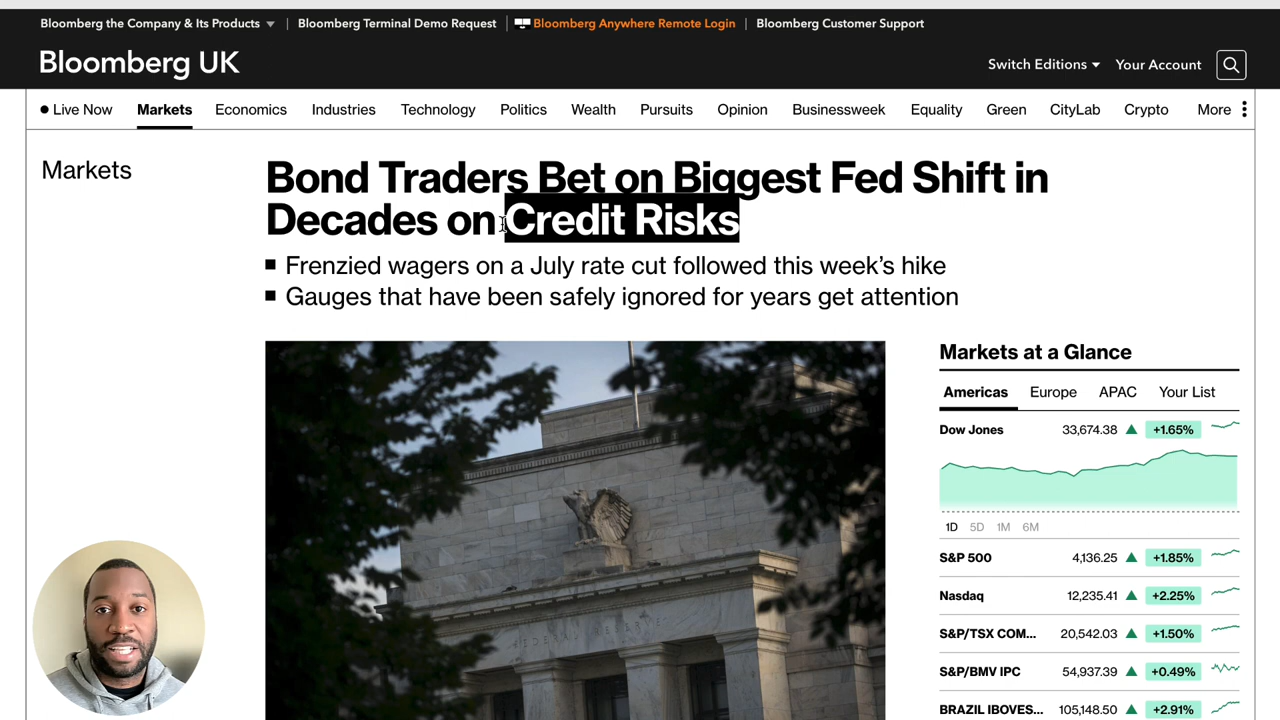 Bloomberg the Company & Its Products
Bloomberg Terminal Demo Request
Bloomberg Anywhere Remote Login
Bloomberg Customer Support
Bloomberg UK
Switch Editions
Your Account
Live Now
Markets
Economics
Industries
Technology
Politics
Wealth
Pursuits
Opinion
Businessweek
Equality
Green
CityLab
Crypto
More
Markets
Bond Traders Bet on Biggest Fed Shift in
Decades on Credit Risks
Frenzied wagers on a July rate cut followed this week's hike
Gauges that have been safely ignored for years get attention
FEDERAL RESERVE
Markets at a Glance
Americas
Europe
APAC
Your List
Dow Jones 33,674.38 +1.65%
1D 5D 1M 6M
S&P 500 4,136.25 +1.85%
Nasdaq 12,235.41 +2.25%
S&P/TSX COM... 20,542.03 +1.50%
S&P/BMV IPC 54,937.39 +0.49%
BRAZIL IBOVES... 105,148.50 +2.91%